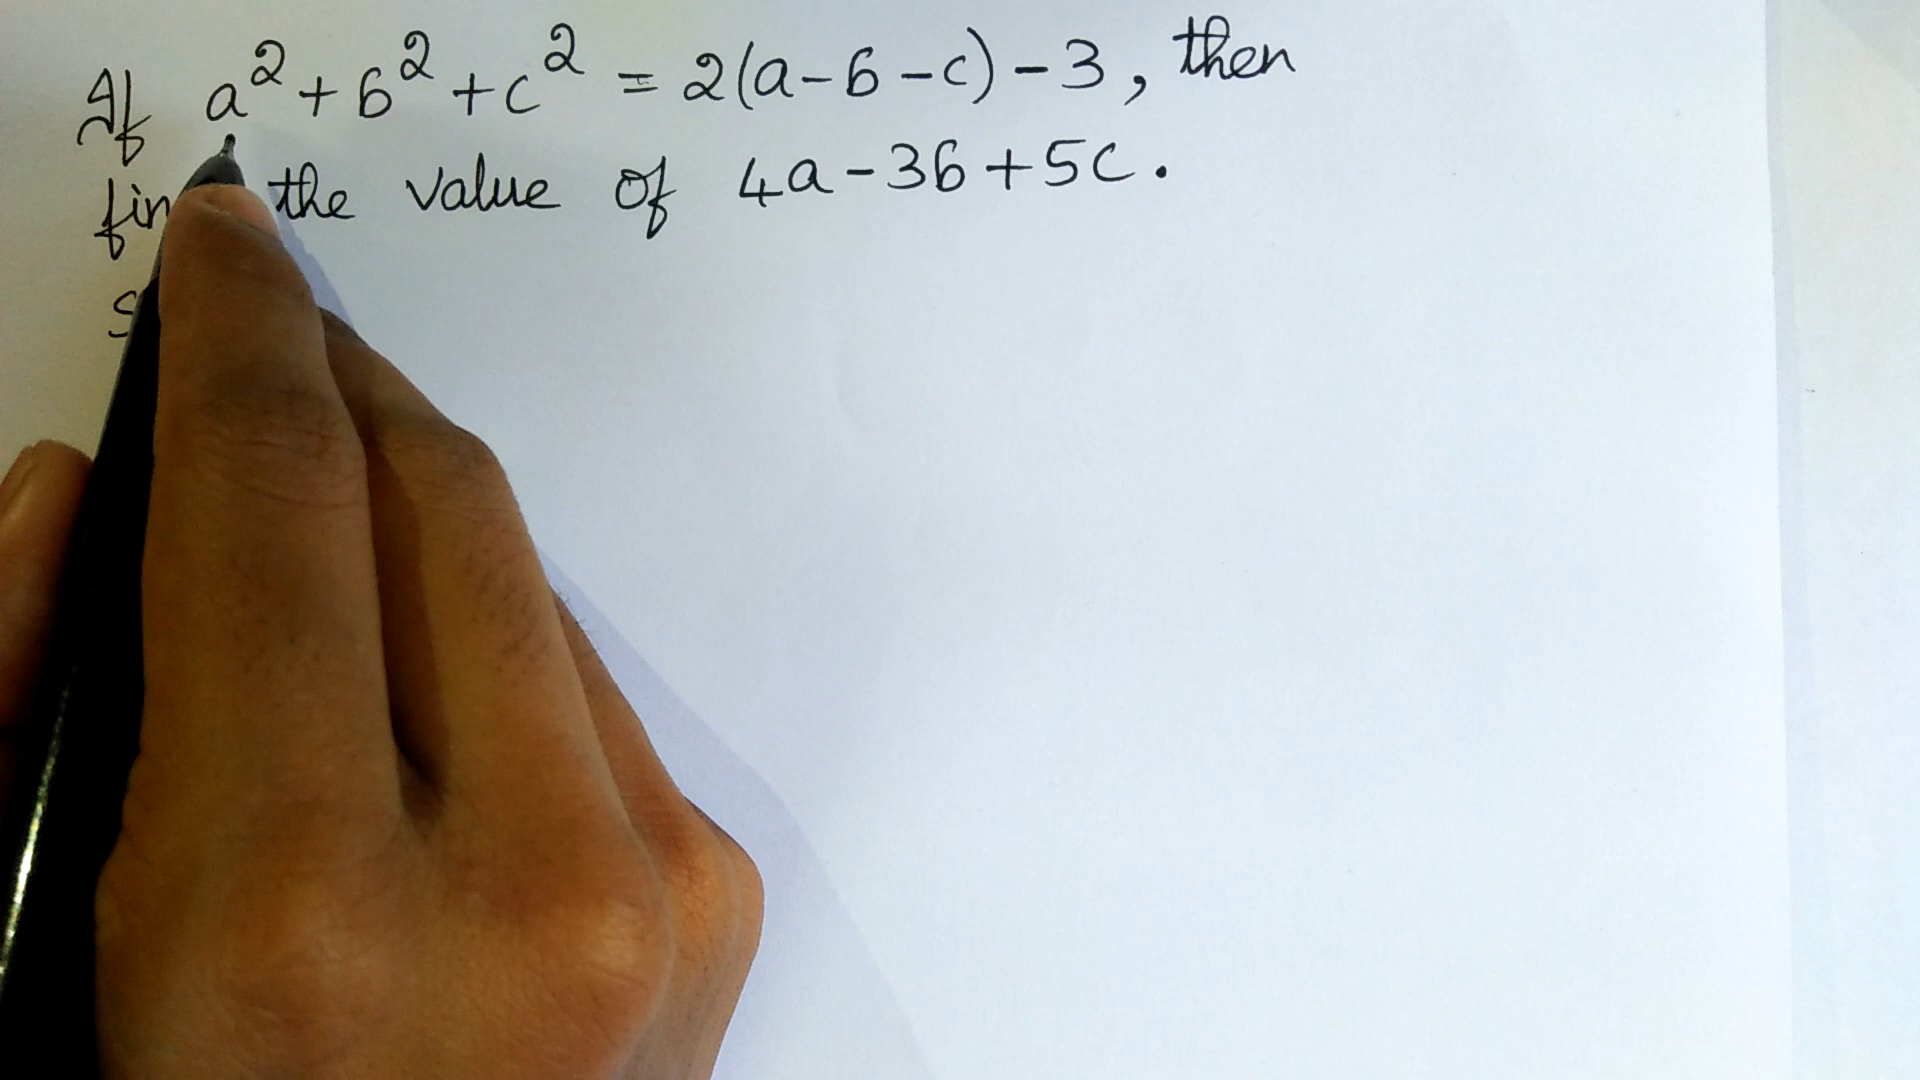 If a² + b² + c² = 2(a - b - c) - 3, then
the value of 4a - 3b + 5c.